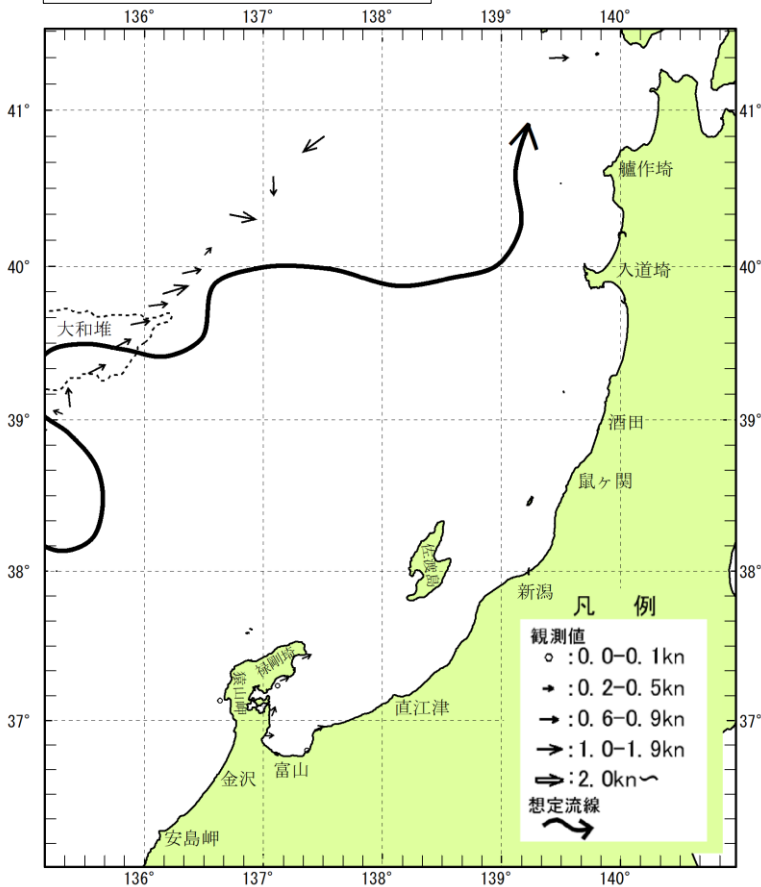 136° 137° 138° 139° 140°
41° 41°
艫作埼
40° 入道埼 40°
大和堆
39° 39°
酒田
鼠ヶ関
38° 佐渡島 38°
新潟
凡 例
観測値
:0.0-0.1kn
:0.2-0.5kn
:0.6-0.9kn
:1.0-1.9kn
:2.0kn～
想定流線
禄剛埼
猿山岬
37° 37°
直江津
富山
金沢
安島岬
136° 137° 138° 139° 140°